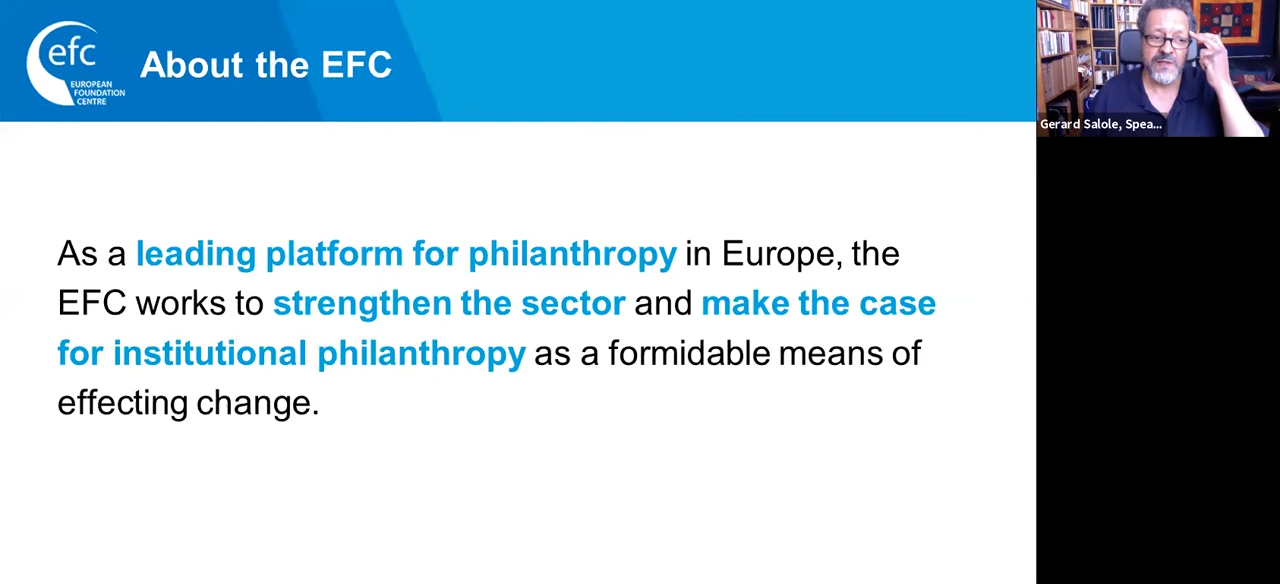 efc
EUROPEAN
FOUNDATION
CENTRE
About the EFC
Gerard Salole, Spea...
As a leading platform for philanthropy in Europe, the
EFC works to strengthen the sector and make the case
for institutional philanthropy as a formidable means of
effecting change.